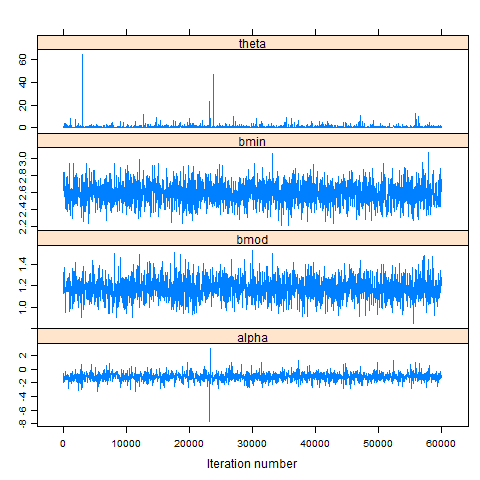 theta
0 20 40 60
bmin
2.2 2.4 2.6 2.8 3.0
bmod
1.0 1.2 1.4
alpha
-8 -6 -4 -2 0 2
0 10000 20000 30000 40000 50000 60000
Iteration number